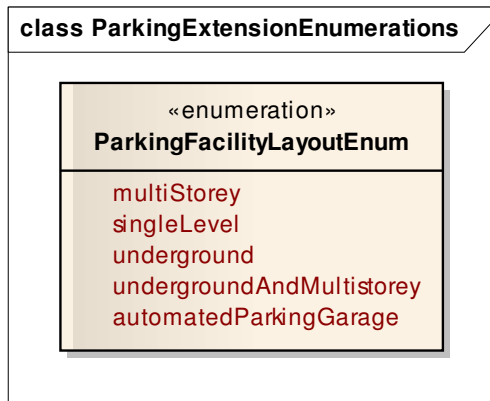 class ParkingExtensionEnumerations
«enumeration»
ParkingFacilityLayoutEnum
multiStorey
singleLevel
underground
undergroundAndMultistorey
automatedParkingGarage